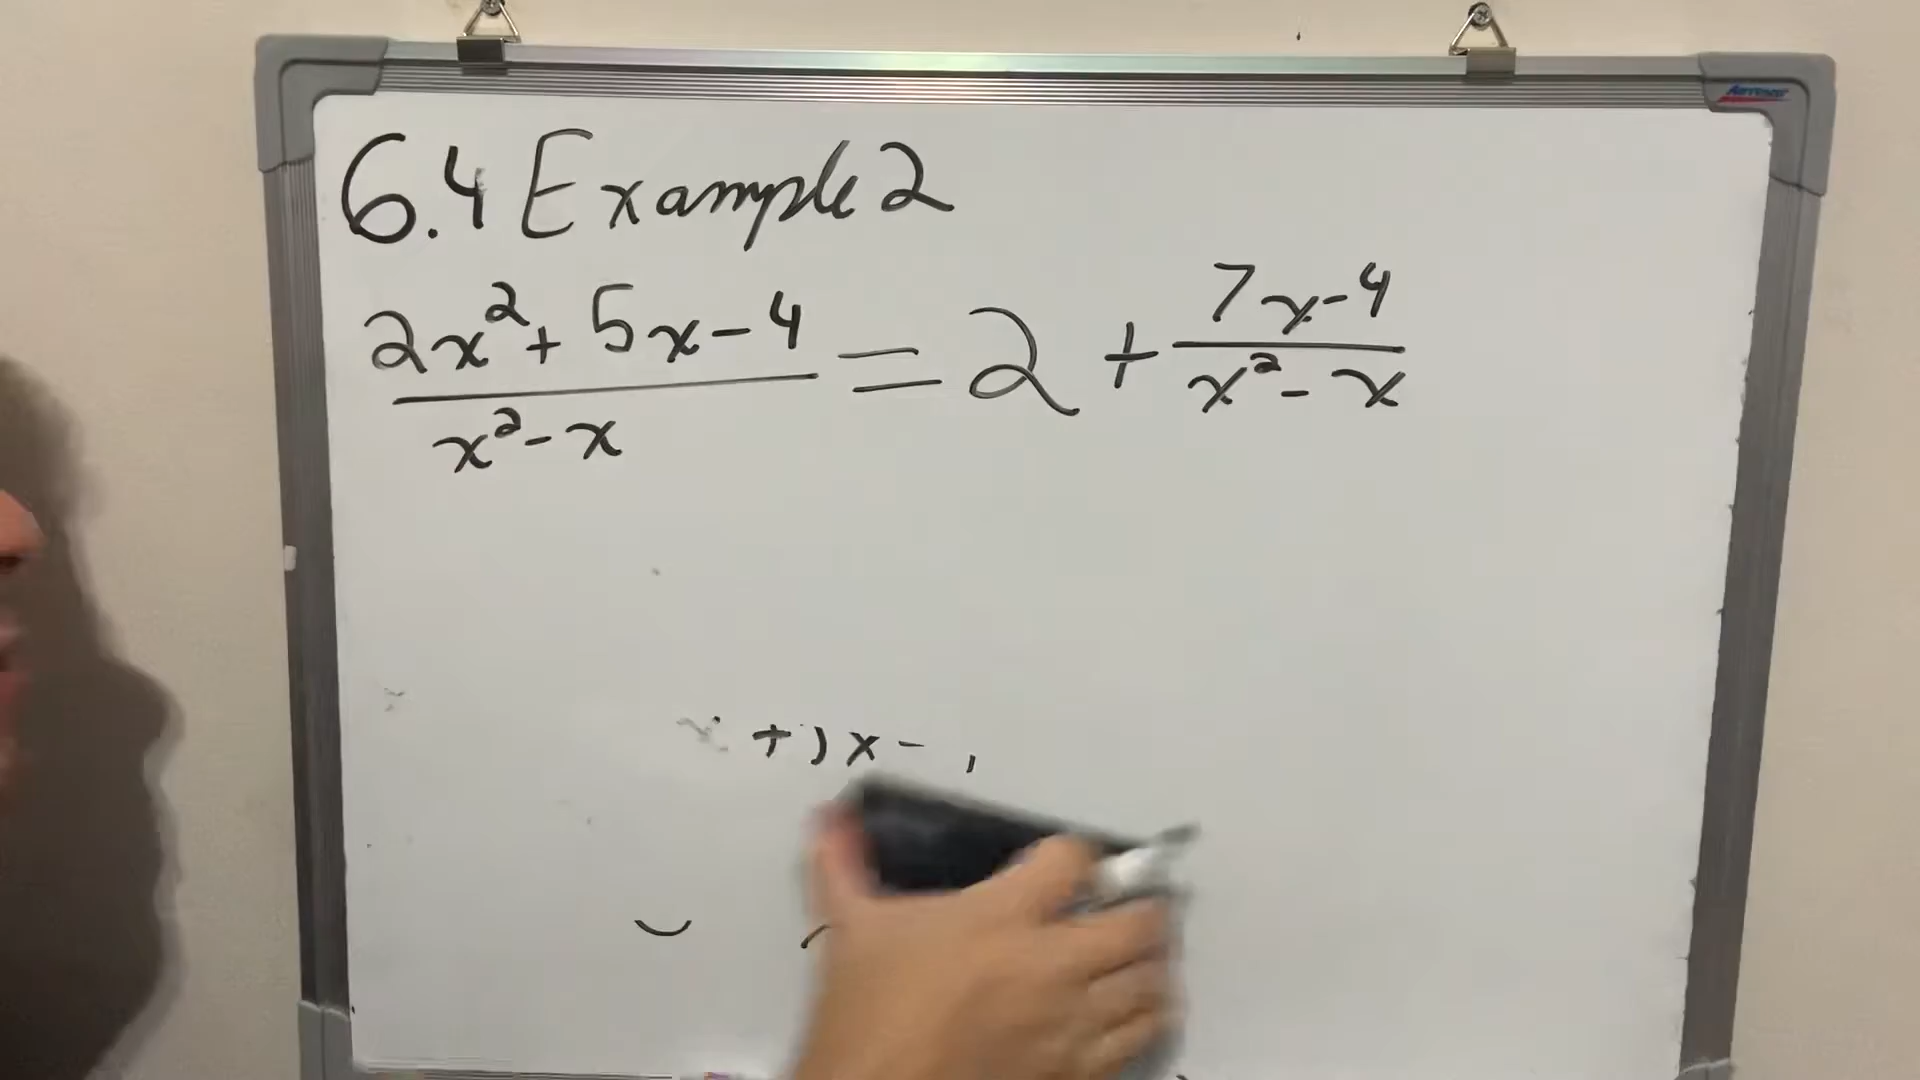 6.4 Example 2
2x²+5x-4 / x²-x = 2 + 7x-4 / x²-x